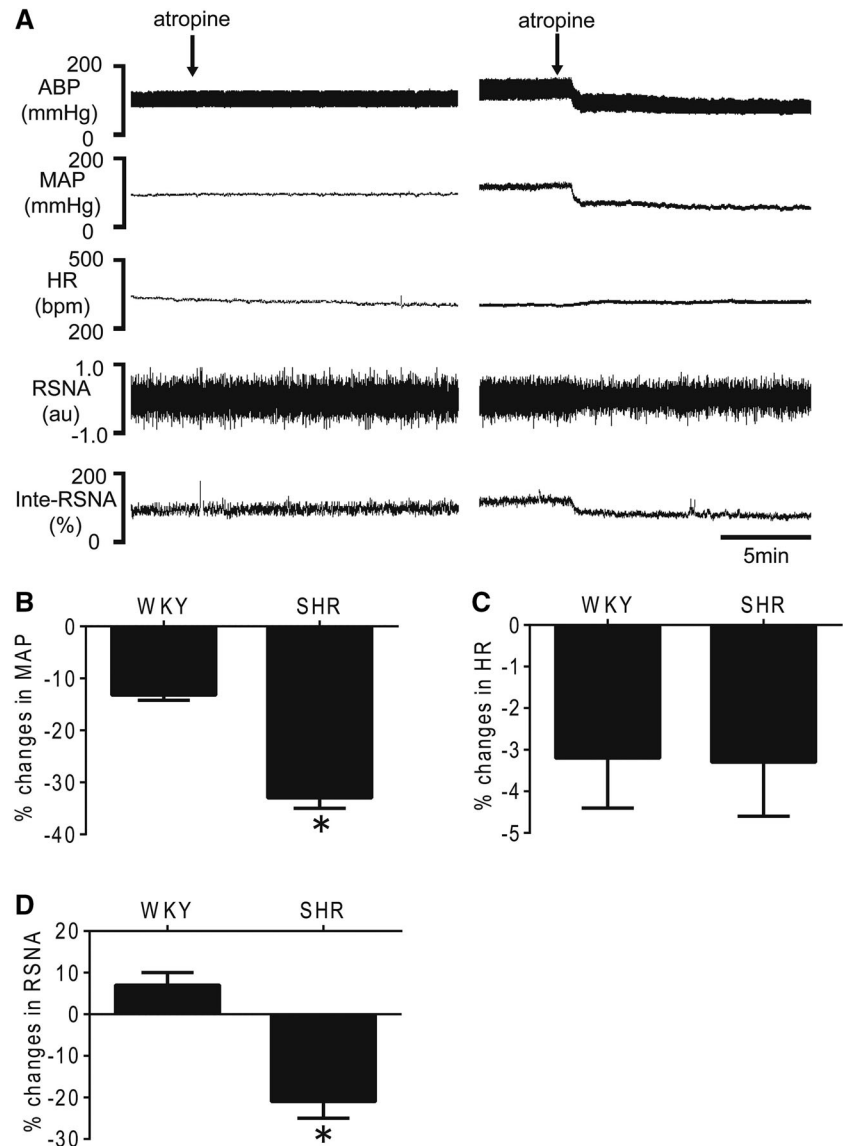 A
atropine atropine
200
ABP
(mmHg)
0
200
MAP
(mmHg)
0
500
HR
(bpm)
200
1.0
RSNA
(au)
-1.0
200
Inte-RSNA
(%)
0
5min
B
WKY SHR
% changes in MAP
0
-10
-20
-30
-40
*
C
WKY SHR
% changes in HR
0
-1
-2
-3
-4
-5
D
WKY SHR
% changes in RSNA
20
10
0
-10
-20
-30
*